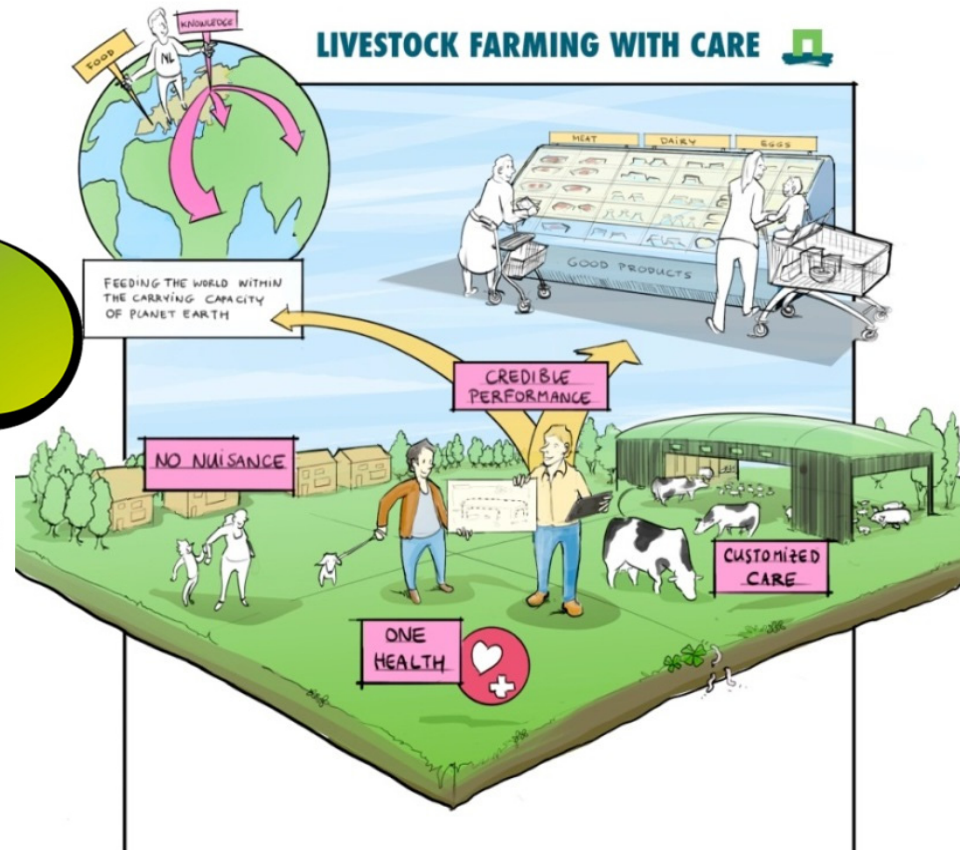 LIVESTOCK FARMING WITH CARE
KNOWLEDGE
FOOD
NL
MEAT
DAIRY
EGGS
GOOD PRODUCTS
FEEDING THE WORLD WITHIN
THE CARRYING CAPACITY
OF PLANET EARTH
CREDIBLE
PERFORMANCE
NO NUISANCE
CUSTOMIZED
CARE
ONE
HEALTH